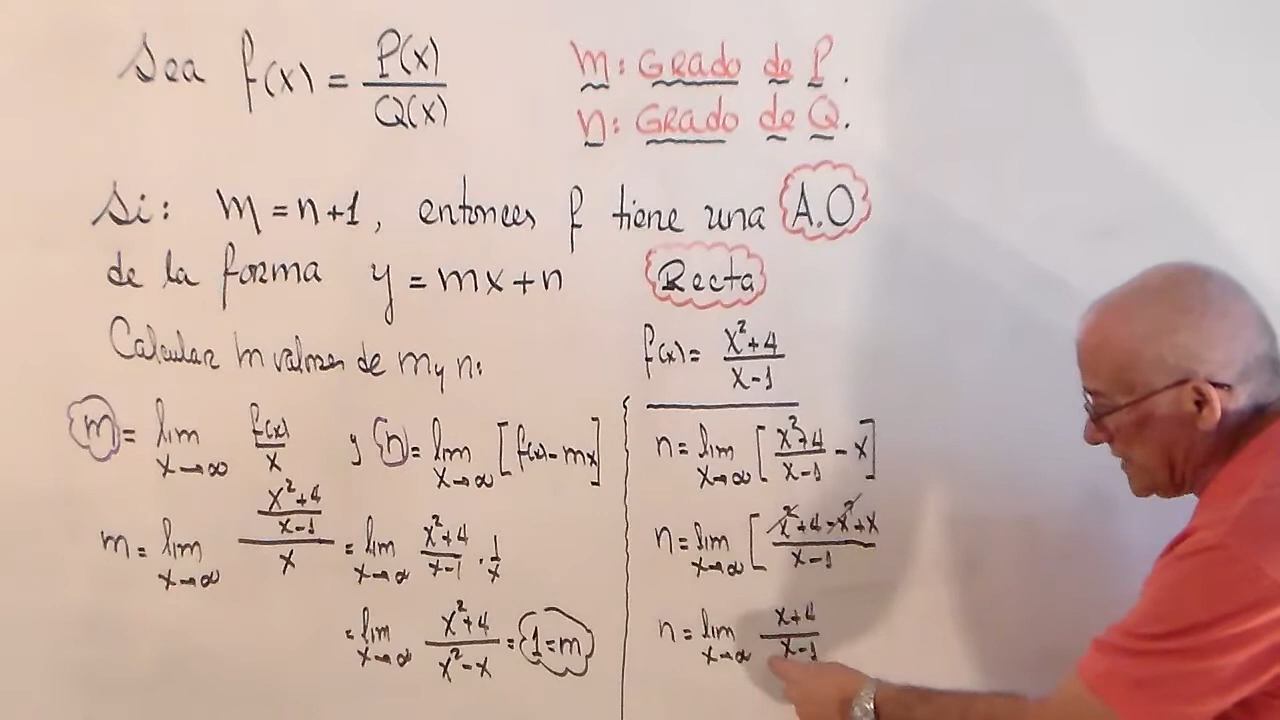 Sea f(x) = P(x)/Q(x)
m: Grado de P.
n: Grado de Q.
Si: m = n+1, entonces f tiene una A.O
de la forma y = mx + n Recta
Calcular los valores de m y n:
m = lim x→∞ f(x)/x y n = lim x→∞ [f(x) - mx]
m = lim x→∞ ((x²+4)/(x-1))/x = lim x→∞ (x²+4)/(x-1) · 1/x
= lim x→∞ (x²+4)/(x²-x) = 1 = m
f(x) = (x²+4)/(x-1)
n = lim x→∞ [(x²+4)/(x-1) - x]
n = lim x→∞ [(x²+4-x²+x)/(x-1)
n = lim x→∞ (x+4)/(x-1)